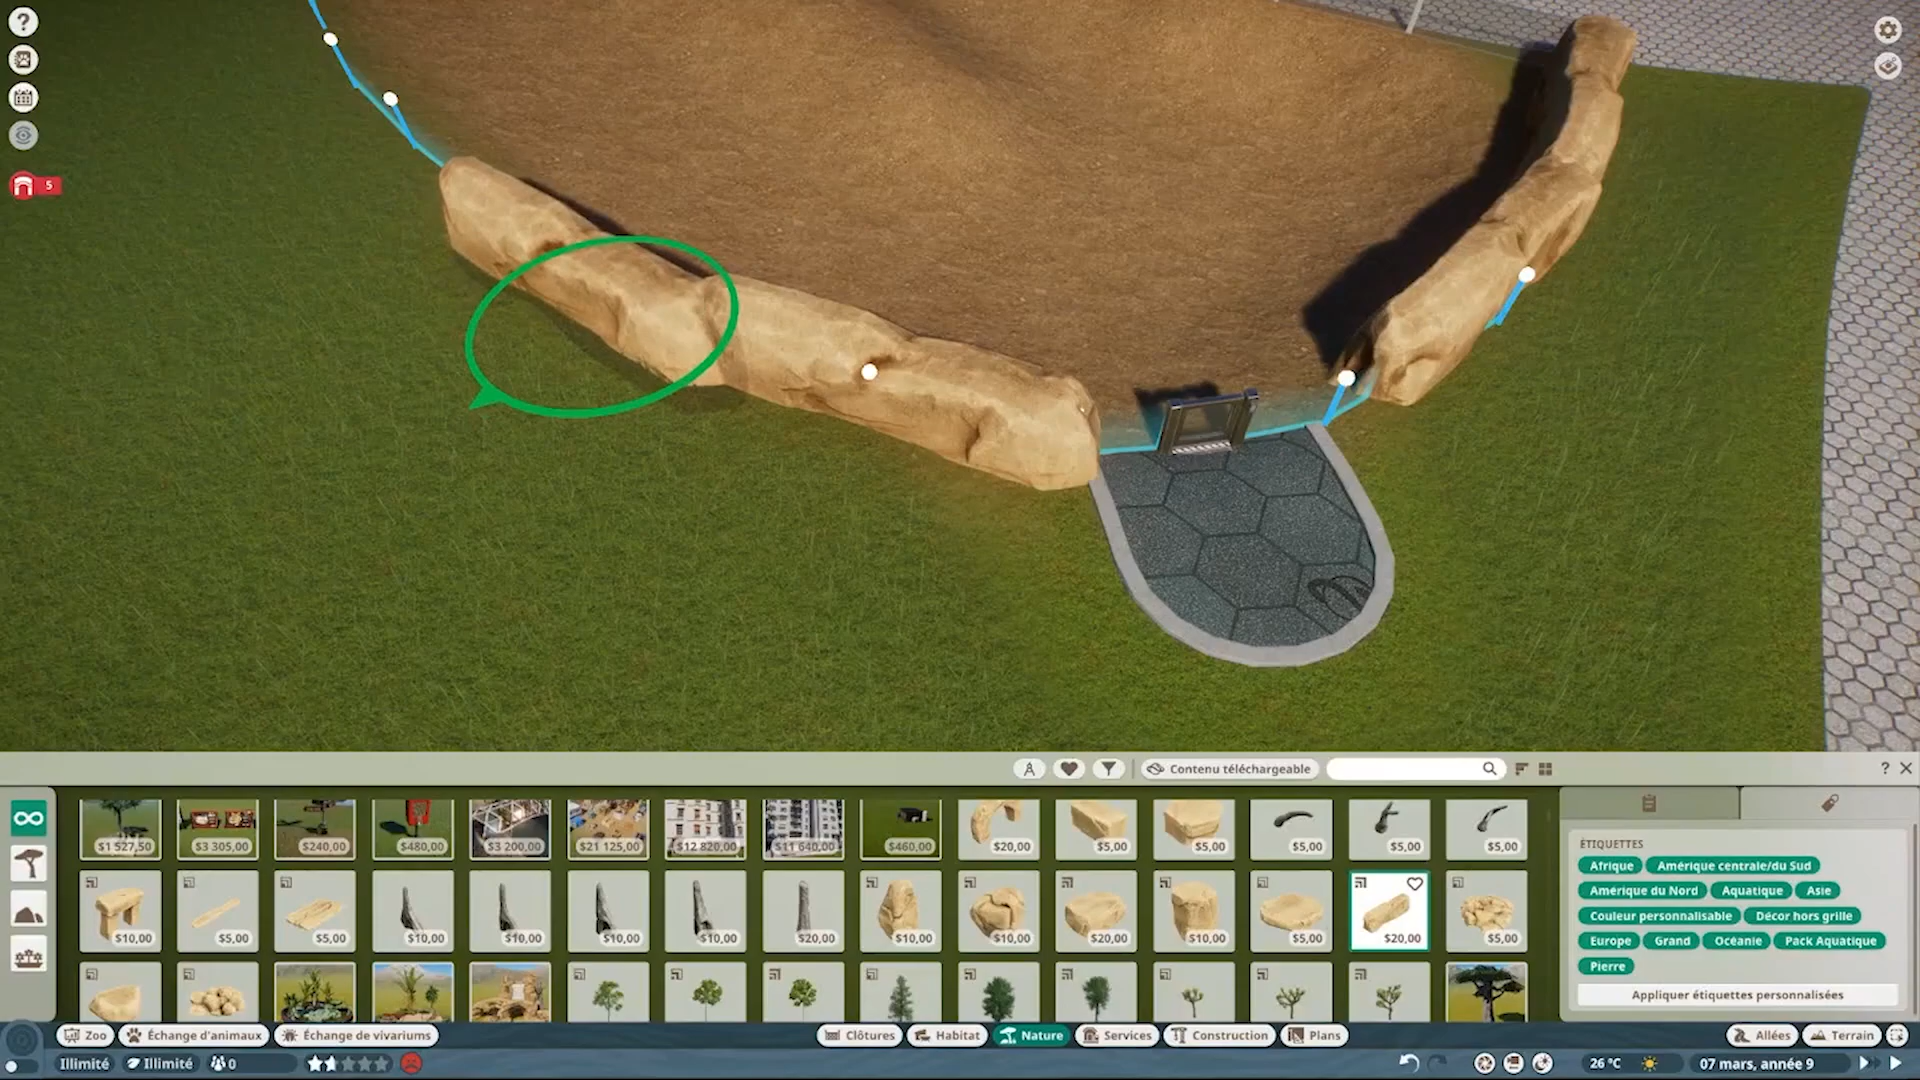 ?
5
Contenu téléchargeable
?
$1 527,50 $3 305,00 $240,00 $480,00 $3 200,00 $21 125,00 $12 820,00 $11 640,00 $460,00 $20,00 $5,00 $5,00 $5,00 $5,00 $5,00
$10,00 $5,00 $5,00 $10,00 $10,00 $10,00 $10,00 $20,00 $10,00 $10,00 $20,00 $10,00 $5,00 $20,00 $5,00
ÉTIQUETTES
Afrique Amérique centrale/du Sud
Amérique du Nord Aquatique Asie
Couleur personnalisable Décor hors grille
Europe Grand Océanie Pack Aquatique
Pierre
Appliquer étiquettes personnalisées
Zoo Échange d'animaux Échange de vivariums Clôtures Habitat Nature Services Construction Plans Allées Terrain
Illimité Illimité 0 26 °C 07 mars, année 9